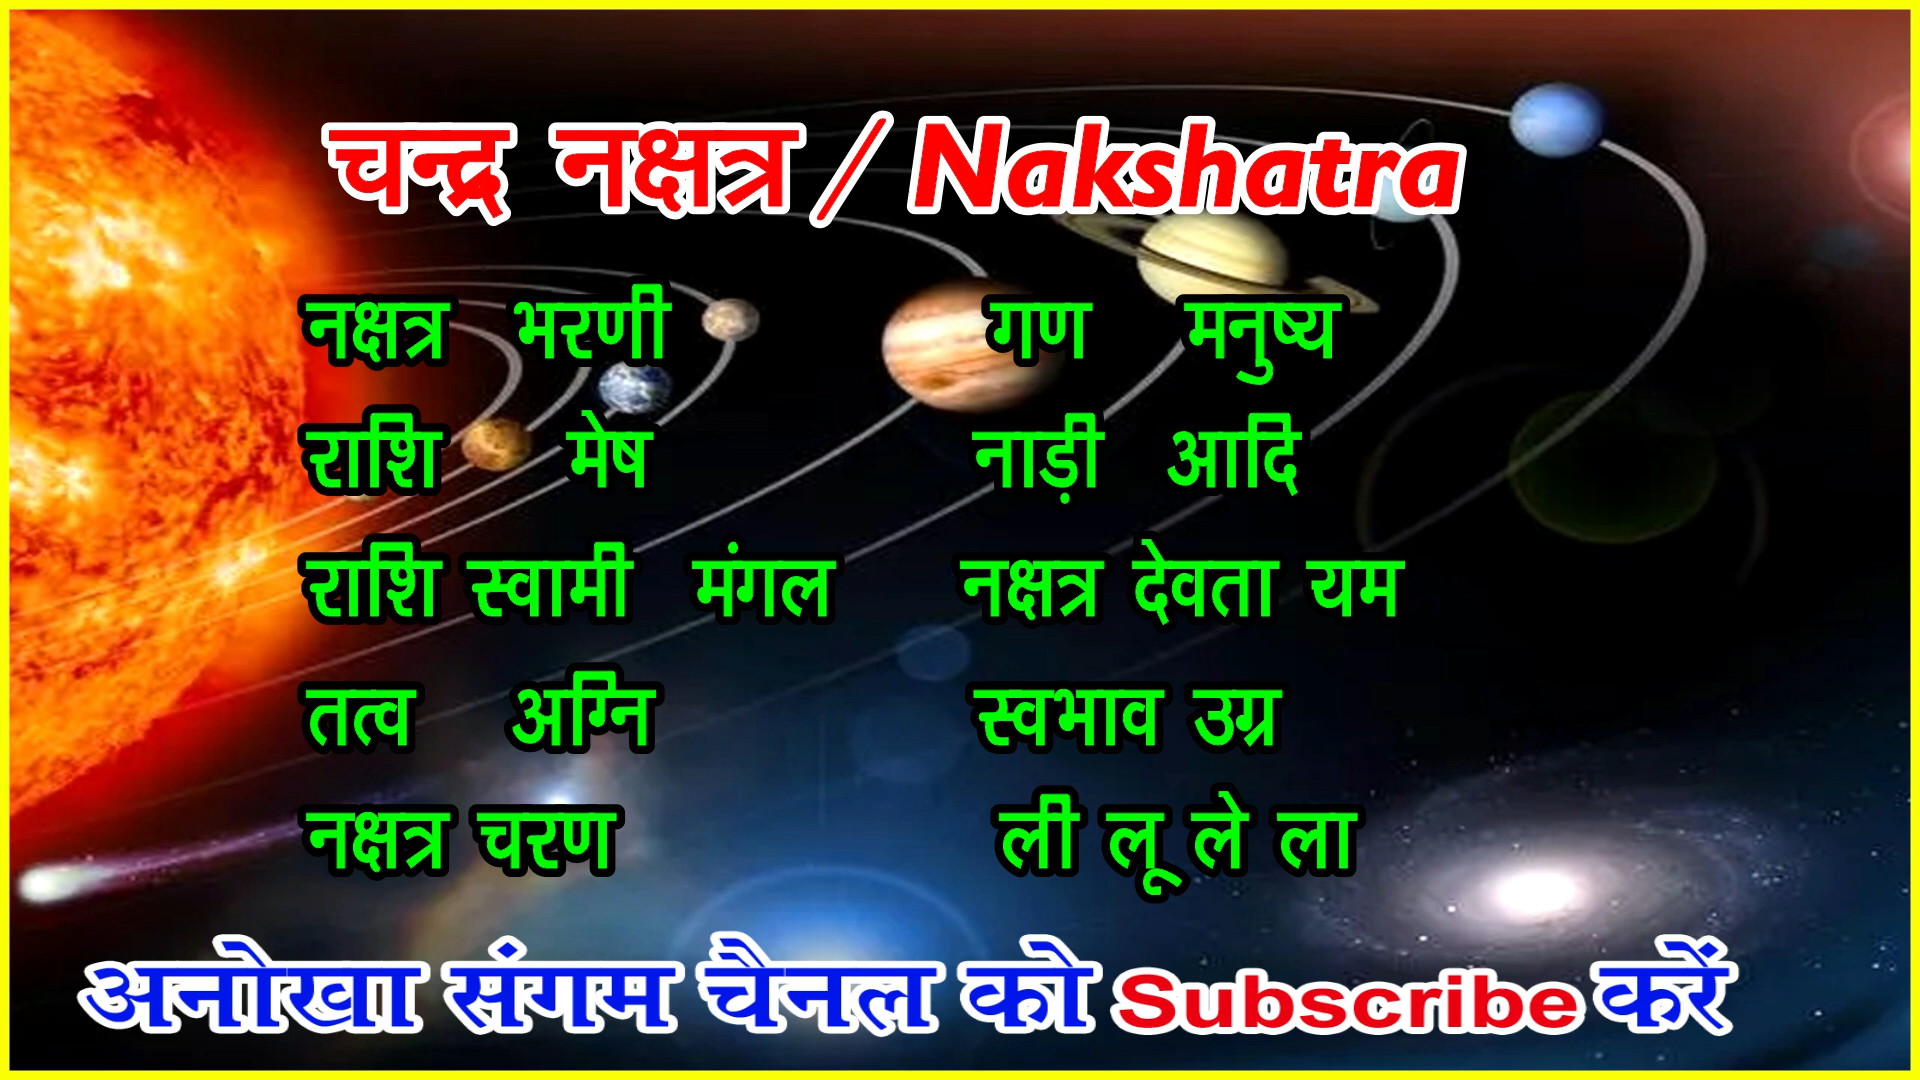 चन्द्र नक्षत्र / Nakshatra
नक्षत्र भरणी गण मनुष्य
राशि मेष नाड़ी आदि
राशि स्वामी मंगल नक्षत्र देवता यम
तत्व अग्नि स्वभाव उग्र
नक्षत्र चरण ली लू ले ला
अनोखा संगम चैनल को Subscribe करें